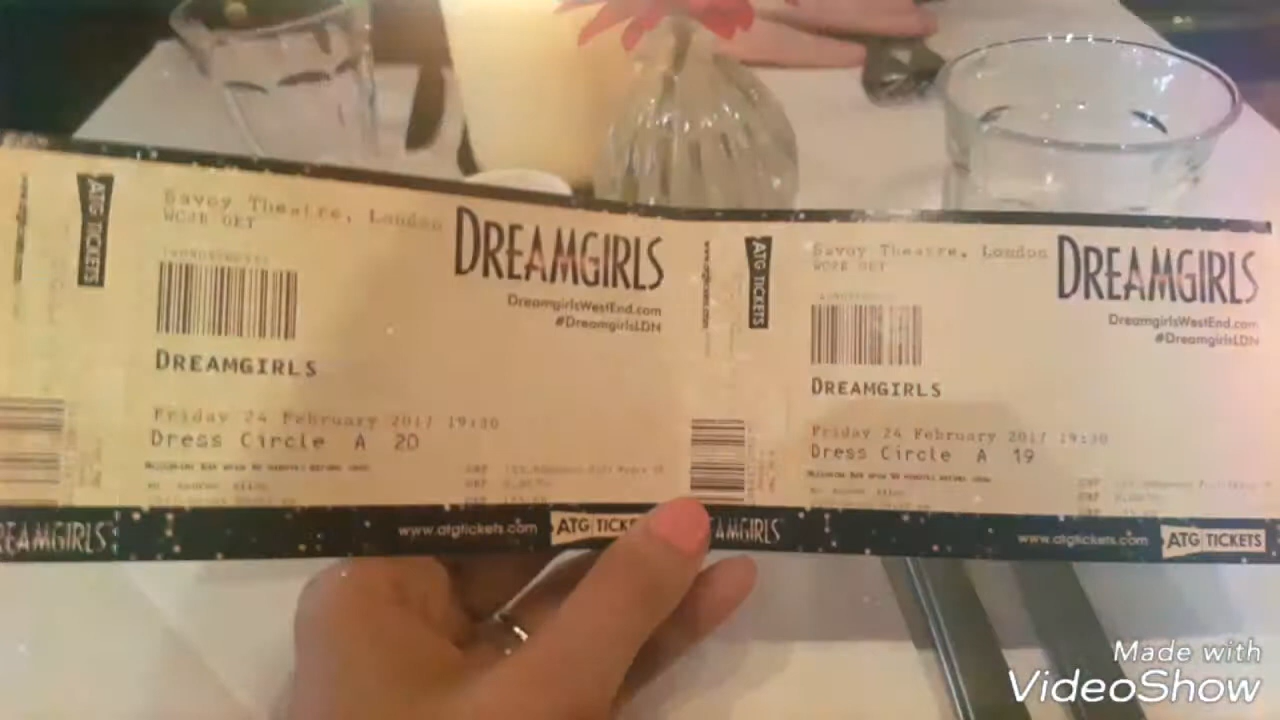 ATG TICKETS
Savoy Theatre, London
WC2R 0ET
DREAMGIRLS
DreamgirlsWestEnd.com
#DreamgirlsLDN
DREAMGIRLS
Friday 24 February 2017 19:30
Dress Circle A 20
DREAMGIRLS
www.atgtickets.com
ATG TICKE
ATG TICKETS
Savoy Theatre, London
WC2R 0ET
DREAMGIRLS
DreamgirlsWestEnd.com
#DreamgirlsLDN
DREAMGIRLS
Friday 24 February 2017 19:30
Dress Circle A 19
EAMGIRLS
www.atgtickets.com
ATG TICKETS
Made with
VideoShow